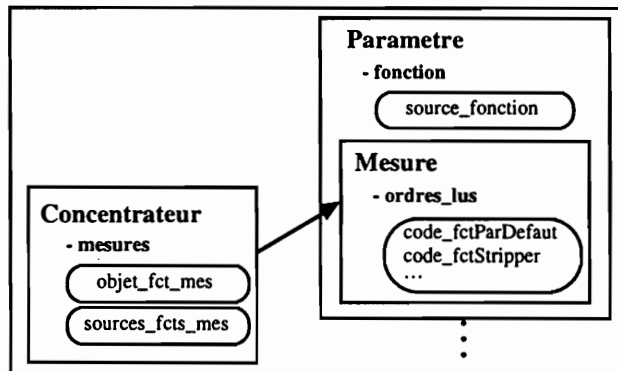 Parametre
- fonction
source_fonction
Mesure
- ordres_lus
code_fctParDefaut
code_fctStripper
...
Concentrateur
- mesures
objet_fct_mes
sources_fcts_mes